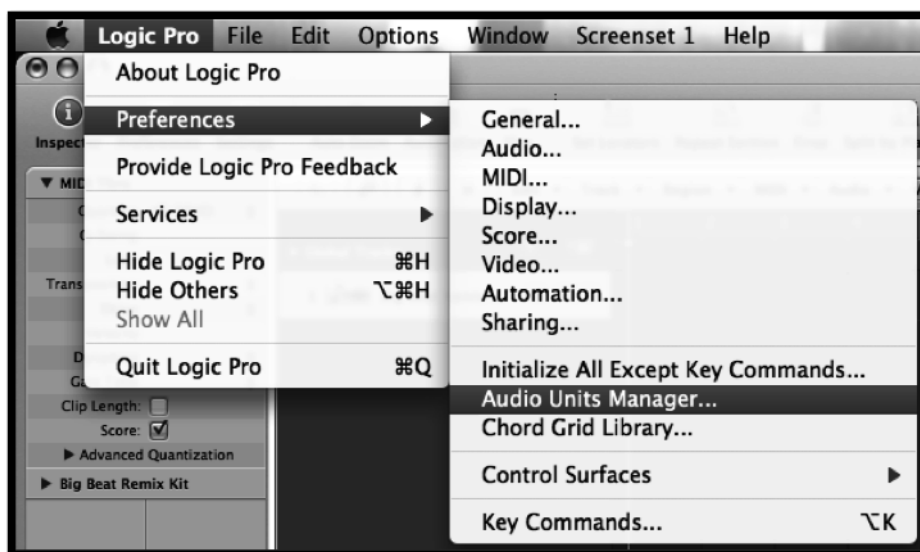 Logic Pro File Edit Options Window Screenset 1 Help
About Logic Pro
Preferences
Provide Logic Pro Feedback
Services
Hide Logic Pro ⌘H
Hide Others ⌥⌘H
Show All
Quit Logic Pro ⌘Q
General...
Audio...
MIDI...
Display...
Score...
Video...
Automation...
Sharing...
Initialize All Except Key Commands...
Audio Units Manager...
Chord Grid Library...
Control Surfaces
Key Commands... ⌥K
Clip Length:
Score:
Advanced Quantization
Big Beat Remix Kit